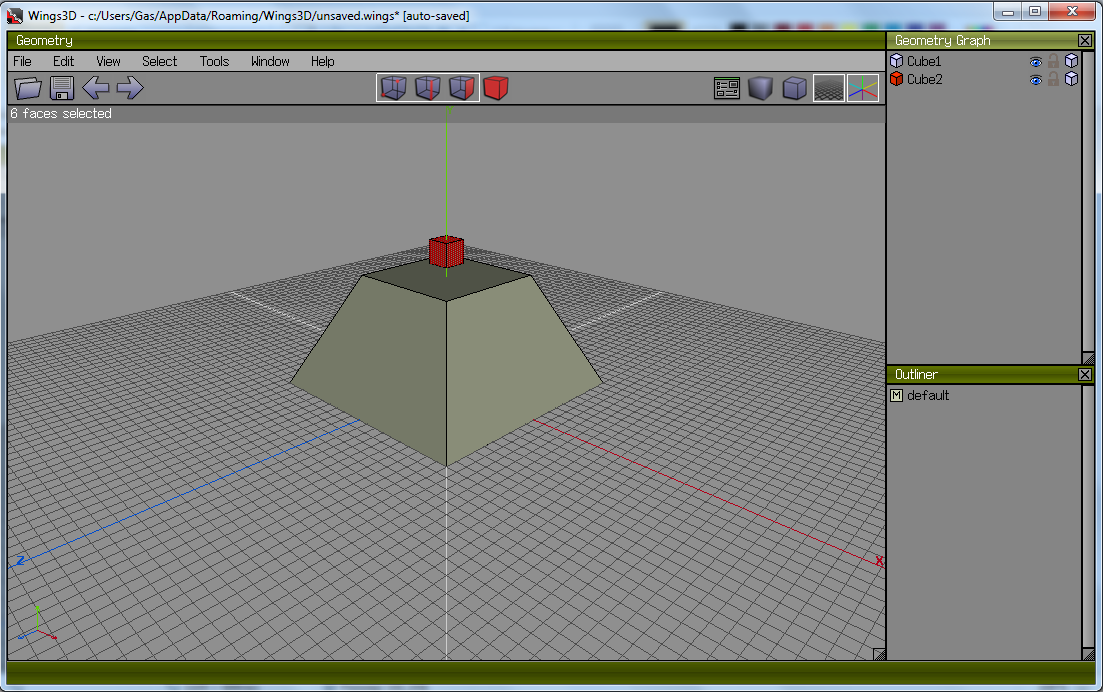 Wings3D - c:/Users/Gas/AppData/Roaming/Wings3D/unsaved.wings* [auto-saved]
Geometry
File Edit View Select Tools Window Help
6 faces selected
Z
X
Geometry Graph
Cube1
Cube2
Outliner
M default